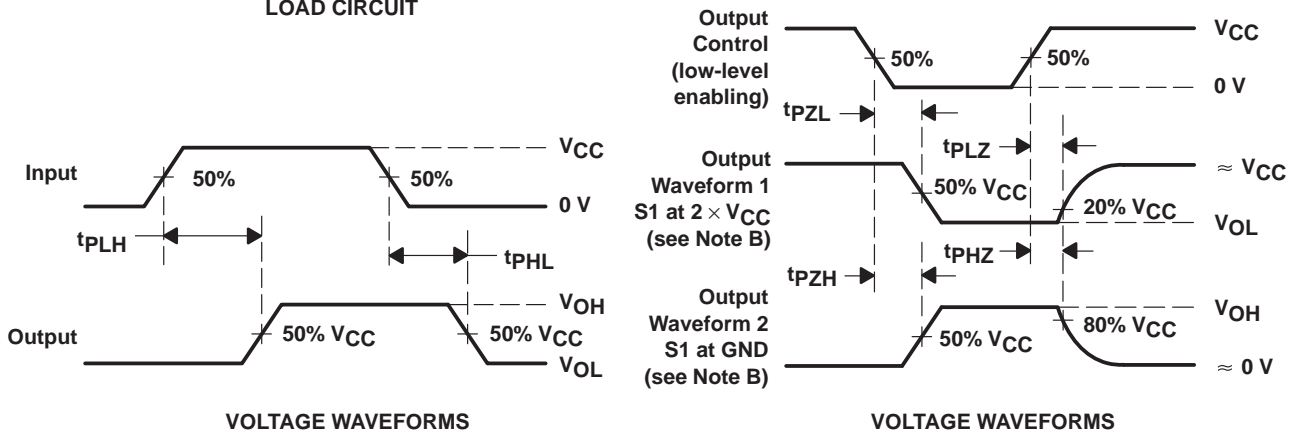 LOAD CIRCUIT
Input
50%
50%
VCC
0 V
tPLH
tPHL
Output
50% VCC
50% VCC
VOH
VOL
VOLTAGE WAVEFORMS
Output
Control
(low-level
enabling)
50%
50%
VCC
0 V
tPZL
tPLZ
Output
Waveform 1
S1 at 2 × VCC
(see Note B)
50% VCC
20% VCC
≈ VCC
VOL
tPZH
tPHZ
Output
Waveform 2
S1 at GND
(see Note B)
50% VCC
80% VCC
VOH
≈ 0 V
VOLTAGE WAVEFORMS